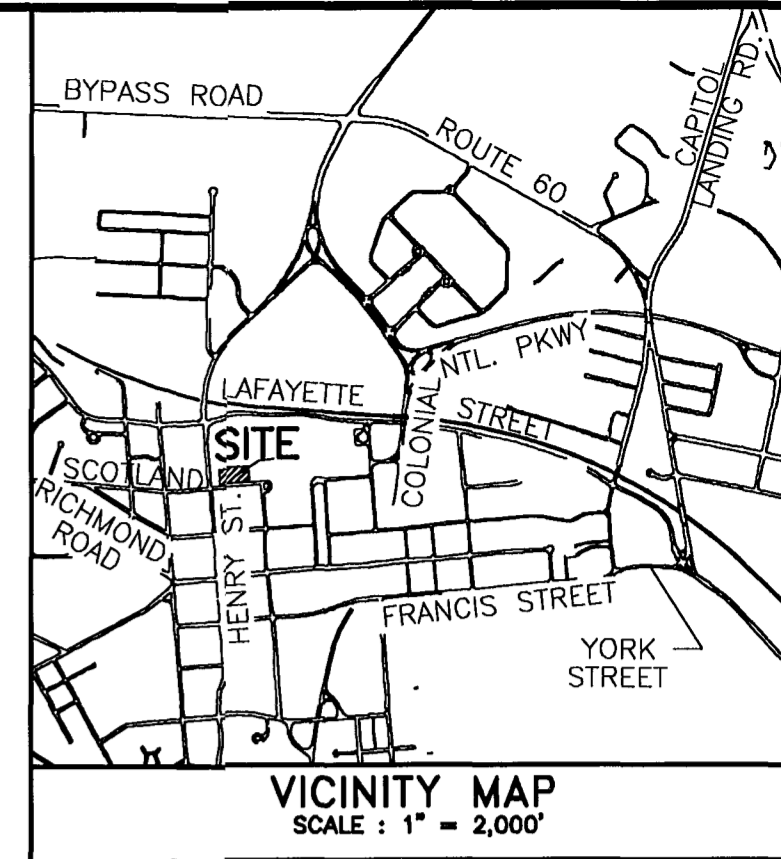 BYPASS ROAD
ROUTE 60
CAPITOL
LANDING RD.
COLONIAL NTL. PKWY
LAFAYETTE STREET
SITE
SCOTLAND
RICHMOND
ROAD
HENRY ST.
FRANCIS STREET
YORK
STREET
VICINITY MAP
SCALE : 1" = 2,000'